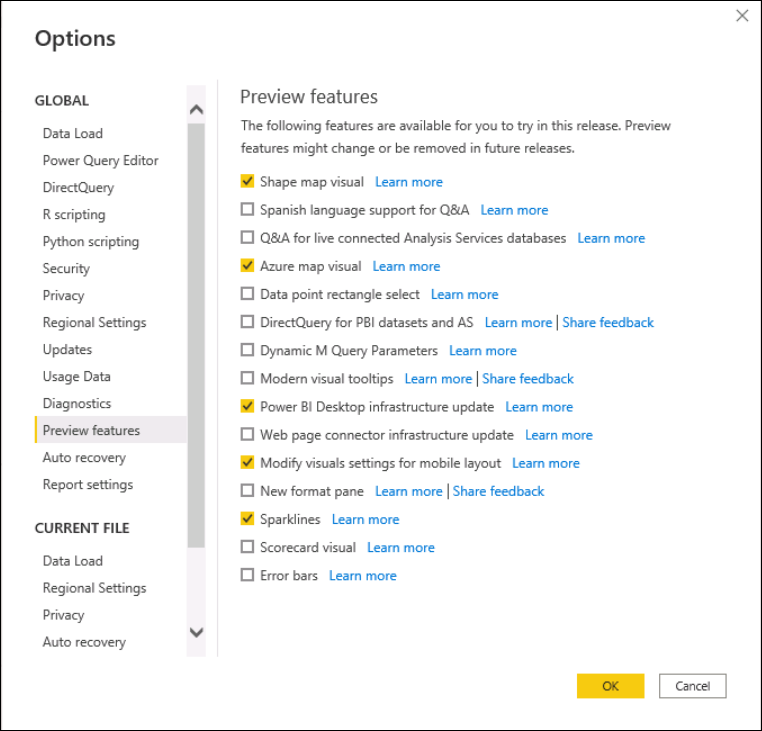 Options
GLOBAL
Data Load
Power Query Editor
DirectQuery
R scripting
Python scripting
Security
Privacy
Regional Settings
Updates
Usage Data
Diagnostics
Preview features
Auto recovery
Report settings
CURRENT FILE
Data Load
Regional Settings
Privacy
Auto recovery
Preview features
The following features are available for you to try in this release. Preview
features might change or be removed in future releases.
Shape map visual Learn more
Spanish language support for Q&A Learn more
Q&A for live connected Analysis Services databases Learn more
Azure map visual Learn more
Data point rectangle select Learn more
DirectQuery for PBI datasets and AS Learn more | Share feedback
Dynamic M Query Parameters Learn more
Modern visual tooltips Learn more | Share feedback
Power BI Desktop infrastructure update Learn more
Web page connector infrastructure update Learn more
Modify visuals settings for mobile layout Learn more
New format pane Learn more | Share feedback
Sparklines Learn more
Scorecard visual Learn more
Error bars Learn more
OK Cancel